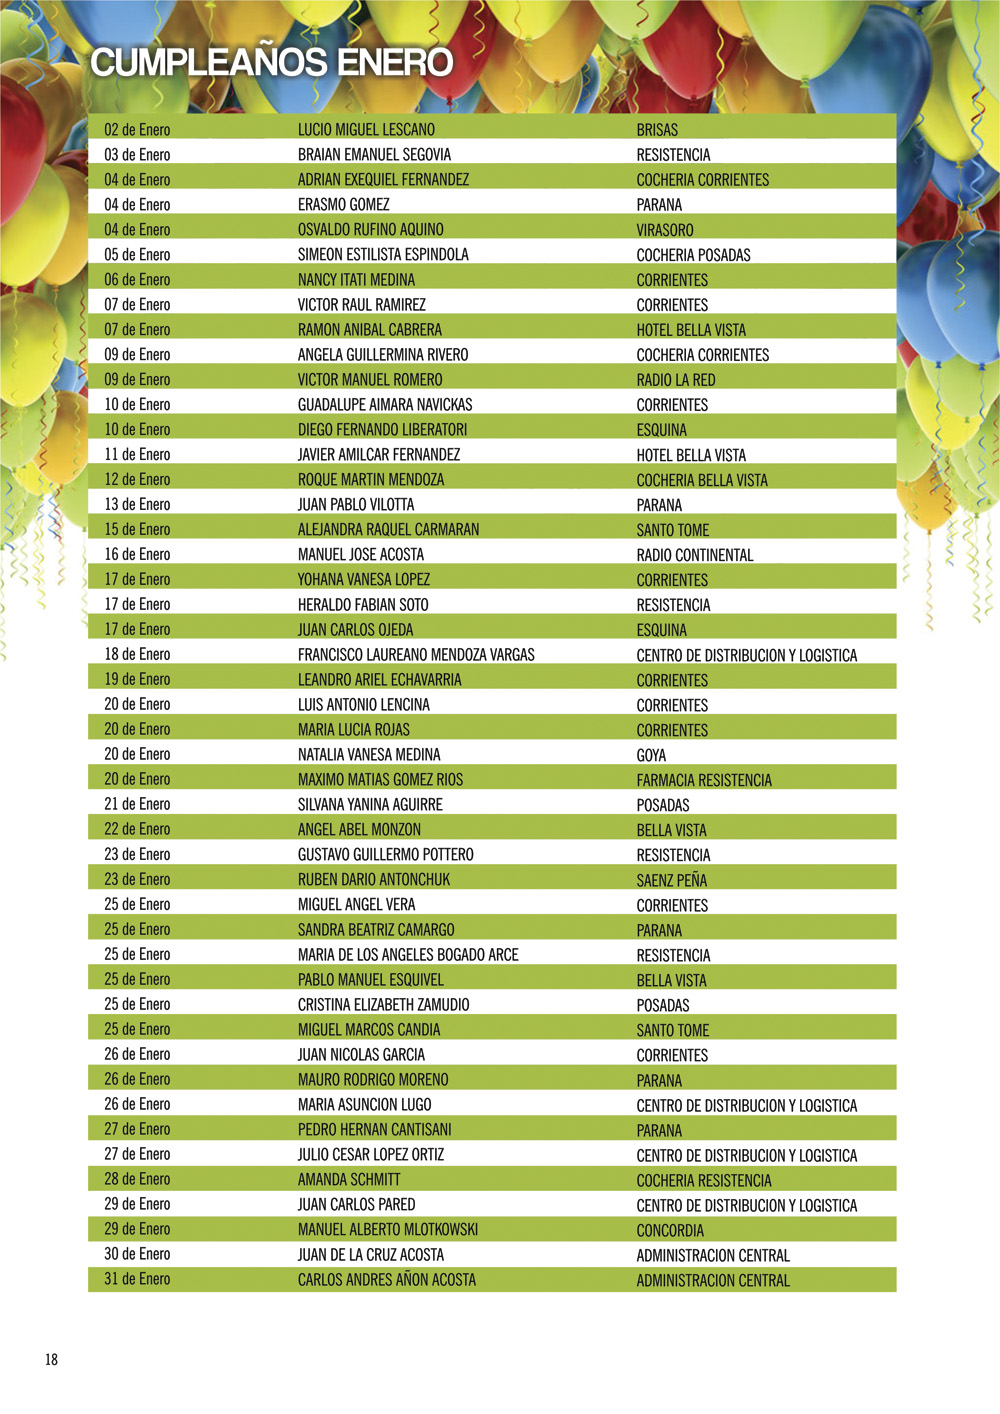 CUMPLEAÑOS ENERO
02 de Enero LUCIO MIGUEL LESCANO BRISAS
03 de Enero BRAIAN EMANUEL SEGOVIA RESISTENCIA
04 de Enero ADRIAN EXEQUIEL FERNANDEZ COCHERIA CORRIENTES
04 de Enero ERASMO GOMEZ PARANA
04 de Enero OSVALDO RUFINO AQUINO VIRASORO
05 de Enero SIMEON ESTILISTA ESPINDOLA COCHERIA POSADAS
06 de Enero NANCY ITATI MEDINA CORRIENTES
07 de Enero VICTOR RAUL RAMIREZ CORRIENTES
07 de Enero RAMON ANIBAL CABRERA HOTEL BELLA VISTA
09 de Enero ANGELA GUILLERMINA RIVERO COCHERIA CORRIENTES
09 de Enero VICTOR MANUEL ROMERO RADIO LA RED
10 de Enero GUADALUPE AIMARA NAVICKAS CORRIENTES
10 de Enero DIEGO FERNANDO LIBERATORI ESQUINA
11 de Enero JAVIER AMILCAR FERNANDEZ HOTEL BELLA VISTA
12 de Enero ROQUE MARTIN MENDOZA COCHERIA BELLA VISTA
13 de Enero JUAN PABLO VILOTTA PARANA
15 de Enero ALEJANDRA RAQUEL CARMARAN SANTO TOME
16 de Enero MANUEL JOSE ACOSTA RADIO CONTINENTAL
17 de Enero YOHANA VANESA LOPEZ CORRIENTES
17 de Enero HERALDO FABIAN SOTO RESISTENCIA
17 de Enero JUAN CARLOS OJEDA ESQUINA
18 de Enero FRANCISCO LAUREANO MENDOZA VARGAS CENTRO DE DISTRIBUCION Y LOGISTICA
19 de Enero LEANDRO ARIEL ECHAVARRIA CORRIENTES
20 de Enero LUIS ANTONIO LENCINA CORRIENTES
20 de Enero MARIA LUCIA ROJAS CORRIENTES
20 de Enero NATALIA VANESA MEDINA GOYA
20 de Enero MAXIMO MATIAS GOMEZ RIOS FARMACIA RESISTENCIA
21 de Enero SILVANA YANINA AGUIRRE POSADAS
22 de Enero ANGEL ABEL MONZON BELLA VISTA
23 de Enero GUSTAVO GUILLERMO POTTERO RESISTENCIA
23 de Enero RUBEN DARIO ANTONCHUK SAENZ PEÑA
25 de Enero MIGUEL ANGEL VERA CORRIENTES
25 de Enero SANDRA BEATRIZ CAMARGO PARANA
25 de Enero MARIA DE LOS ANGELES BOGADO ARCE RESISTENCIA
25 de Enero PABLO MANUEL ESQUIVEL BELLA VISTA
25 de Enero CRISTINA ELIZABETH ZAMUDIO POSADAS
25 de Enero MIGUEL MARCOS CANDIA SANTO TOME
26 de Enero JUAN NICOLAS GARCIA CORRIENTES
26 de Enero MAURO RODRIGO MORENO PARANA
26 de Enero MARIA ASUNCION LUGO CENTRO DE DISTRIBUCION Y LOGISTICA
27 de Enero PEDRO HERNAN CANTISANI PARANA
27 de Enero JULIO CESAR LOPEZ ORTIZ CENTRO DE DISTRIBUCION Y LOGISTICA
28 de Enero AMANDA SCHMITT COCHERIA RESISTENCIA
29 de Enero JUAN CARLOS PARED CENTRO DE DISTRIBUCION Y LOGISTICA
29 de Enero MANUEL ALBERTO MLOTKOWSKI CONCORDIA
30 de Enero JUAN DE LA CRUZ ACOSTA ADMINISTRACION CENTRAL
31 de Enero CARLOS ANDRES AÑON ACOSTA ADMINISTRACION CENTRAL
18